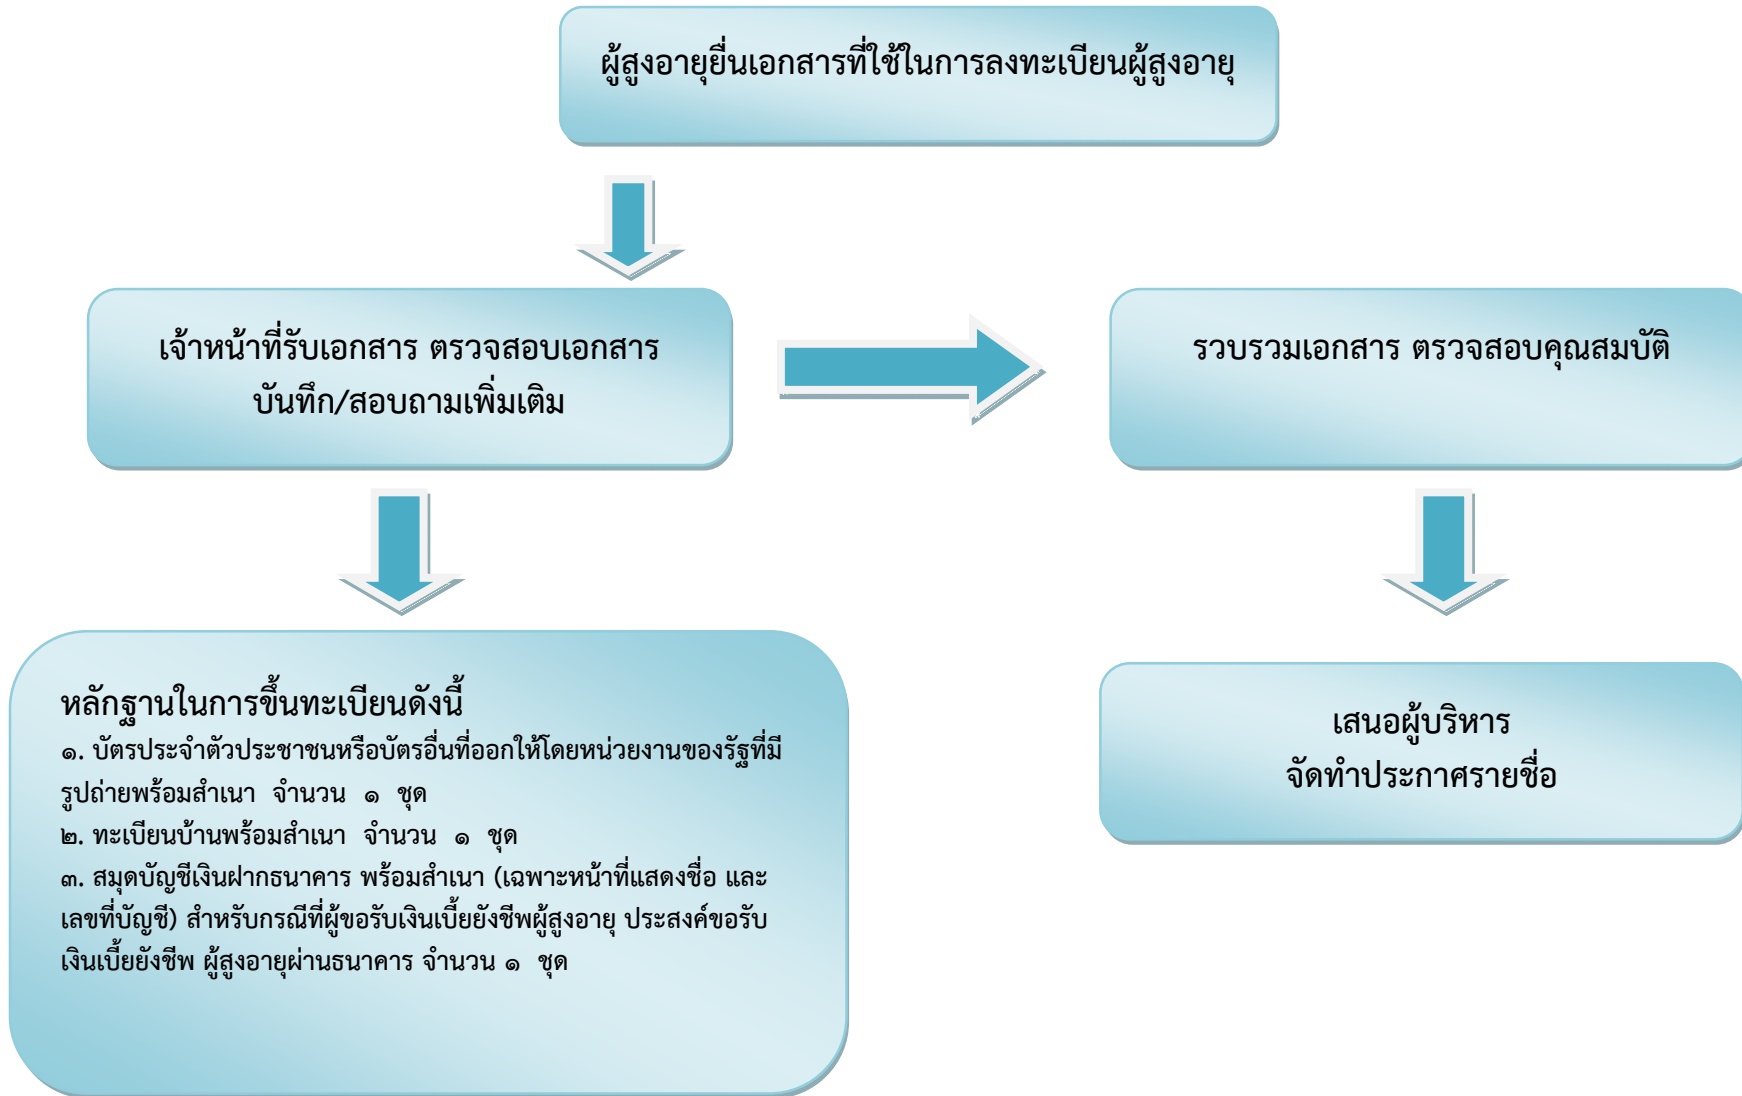 ผู้สูงอายุยื่นเอกสารที่ใช้ในการลงทะเบียนผู้สูงอายุ
เจ้าหน้าที่รับเอกสาร ตรวจสอบเอกสาร
บันทึก/สอบถามเพิ่มเติม
รวบรวมเอกสาร ตรวจสอบคุณสมบัติ
หลักฐานในการขึ้นทะเบียนดังนี้
๑. บัตรประจำตัวประชาชนหรือบัตรอื่นที่ออกให้โดยหน่วยงานของรัฐที่มี
รูปถ่ายพร้อมสำเนา จำนวน ๑ ชุด
๒. ทะเบียนบ้านพร้อมสำเนา จำนวน ๑ ชุด
๓. สมุดบัญชีเงินฝากธนาคาร พร้อมสำเนา (เฉพาะหน้าที่แสดงชื่อ และ
เลขที่บัญชี) สำหรับกรณีที่ผู้ขอรับเงินเบี้ยยังชีพผู้สูงอายุ ประสงค์ขอรับ
เงินเบี้ยยังชีพ ผู้สูงอายุผ่านธนาคาร จำนวน ๑ ชุด
เสนอผู้บริหาร
จัดทำประกาศรายชื่อ